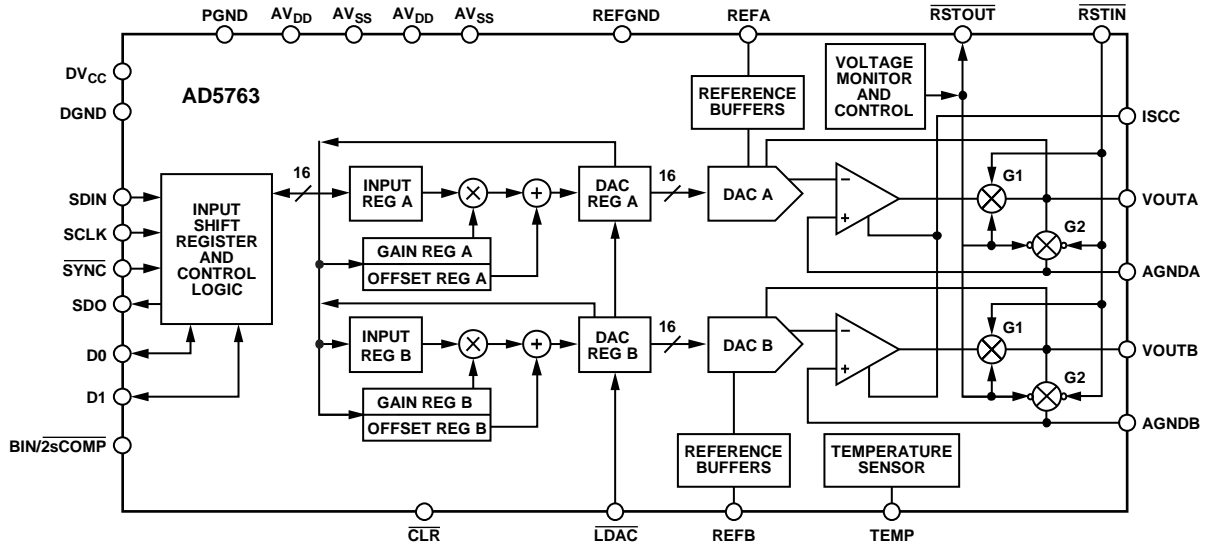 PGND
AVDD
AVSS
AVDD
AVSS
REFGND
REFA
RSTOUT
RSTIN
DVCC
DGND
AD5763
REFERENCE
BUFFERS
VOLTAGE
MONITOR
AND
CONTROL
ISCC
SDIN
SCLK
SYNC
SDO
D0
D1
BIN/2sCOMP
INPUT
SHIFT
REGISTER
AND
CONTROL
LOGIC
16
INPUT
REG A
×
+
DAC
REG A
16
DAC A
−
+
G1
G2
VOUTA
AGNDA
GAIN REG A
OFFSET REG A
INPUT
REG B
×
+
DAC
REG B
16
DAC B
−
+
G1
G2
VOUTB
AGNDB
GAIN REG B
OFFSET REG B
REFERENCE
BUFFERS
TEMPERATURE
SENSOR
CLR
LDAC
REFB
TEMP